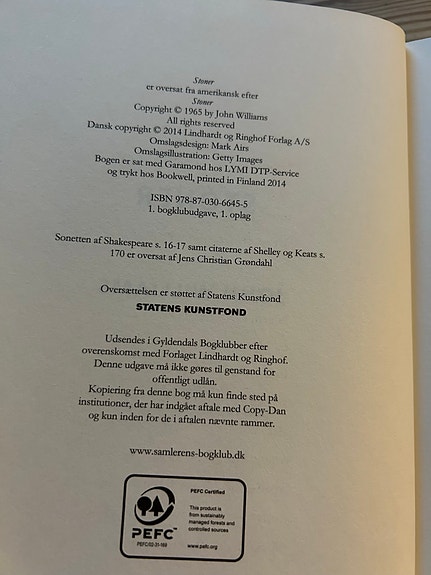 Stoner
er oversat fra amerikansk efter
Stoner
Copyright © 1965 by John Williams
All rights reserved
Dansk copyright © 2014 Lindhardt og Ringhof Forlag A/S
Omslagsdesign: Mark Airs
Omslagsillustration: Getty Images
Bogen er sat med Garamond hos LYMI DTP-Service
og trykt hos Bookwell, printed in Finland 2014
ISBN 978-87-030-6645-5
1. bogklubudgave, 1. oplag
Sonetten af Shakespeare s. 16-17 samt citaterne af Shelley og Keats s.
170 er oversat af Jens Christian Grøndahl
Oversættelsen er støttet af Statens Kunstfond
STATENS KUNSTFOND
Udsendes i Gyldendals Bogklubber efter
overenskomst med Forlaget Lindhardt og Ringhof.
Denne udgave må ikke gøres til genstand for
offentligt udlån.
Kopiering fra denne bog må kun finde sted på
institutioner, der har indgået aftale med Copy-Dan
og kun inden for de i aftalen nævnte rammer.
www.samlerens-bogklub.dk
PEFC Certified
This product is
from sustainably
managed forests and
controlled sources
www.pefc.org
PEFC™
PEFC/02-31-169